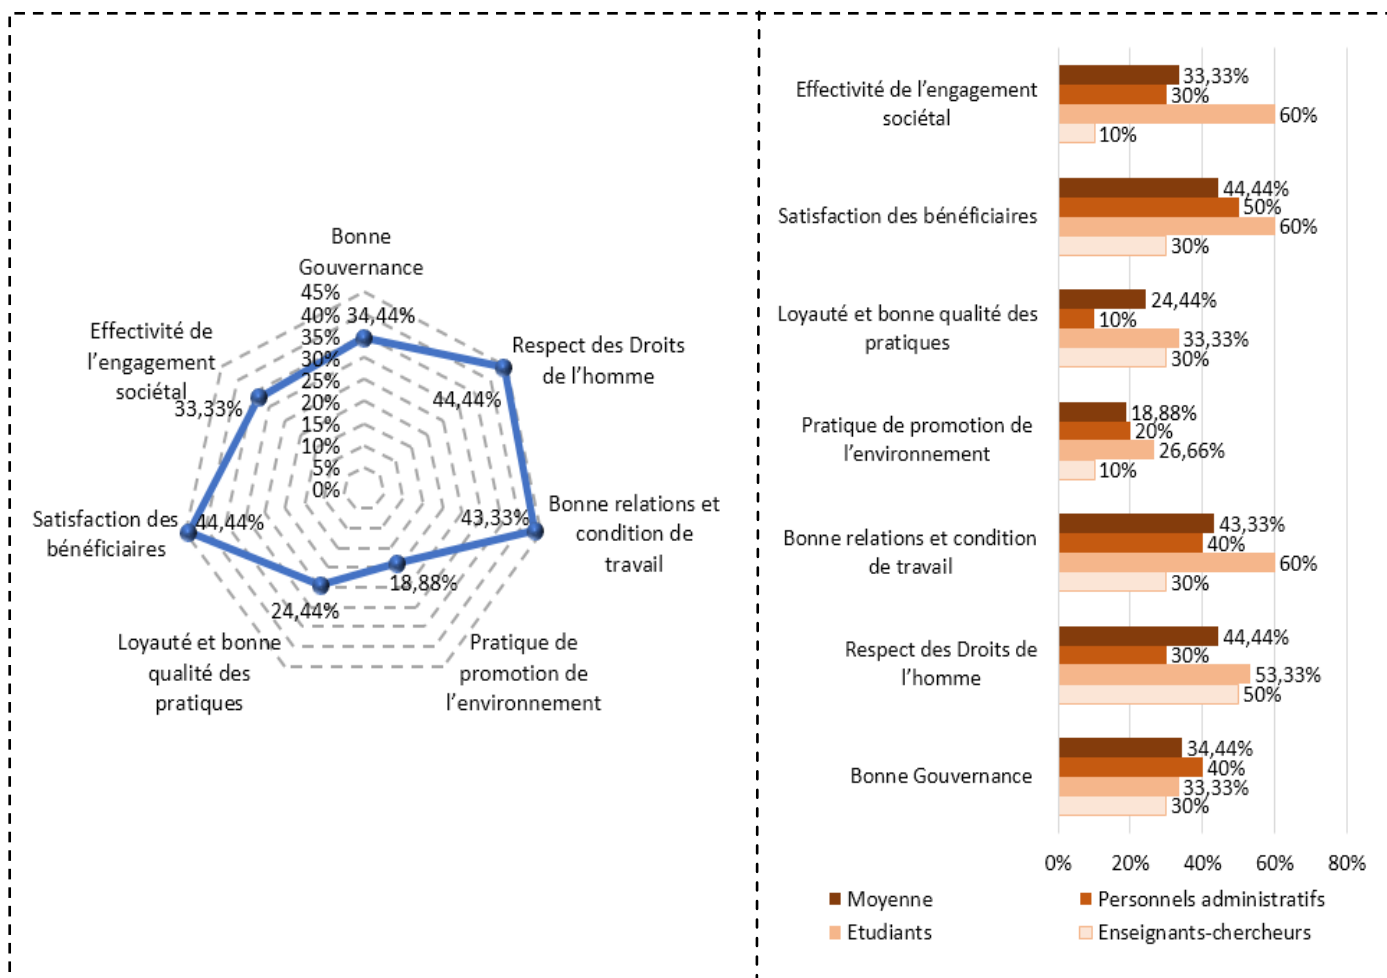 Bonne
Gouvernance
45%
40%
35%
30%
25%
20%
15%
10%
5%
0%
34,44%
Respect des Droits
de l'homme
44,44%
Bonne relations et
condition de
travail
43,33%
Pratique de
promotion de
l'environnement
18,88%
Loyauté et bonne
qualité des
pratiques
24,44%
Satisfaction des
bénéficiaires
44,44%
Effectivité de
l'engagement
sociétal
33,33%
Effectivité de l'engagement
sociétal
33,33%
30%
60%
10%
Satisfaction des bénéficiaires
44,44%
50%
60%
30%
Loyauté et bonne qualité des
pratiques
24,44%
10%
33,33%
30%
Pratique de promotion de
l'environnement
18,88%
20%
26,66%
10%
Bonne relations et condition
de travail
43,33%
40%
60%
30%
Respect des Droits de
l'homme
44,44%
30%
53,33%
50%
Bonne Gouvernance
34,44%
40%
33,33%
30%
0% 20% 40% 60% 80%
Moyenne
Personnels administratifs
Etudiants
Enseignants-chercheurs